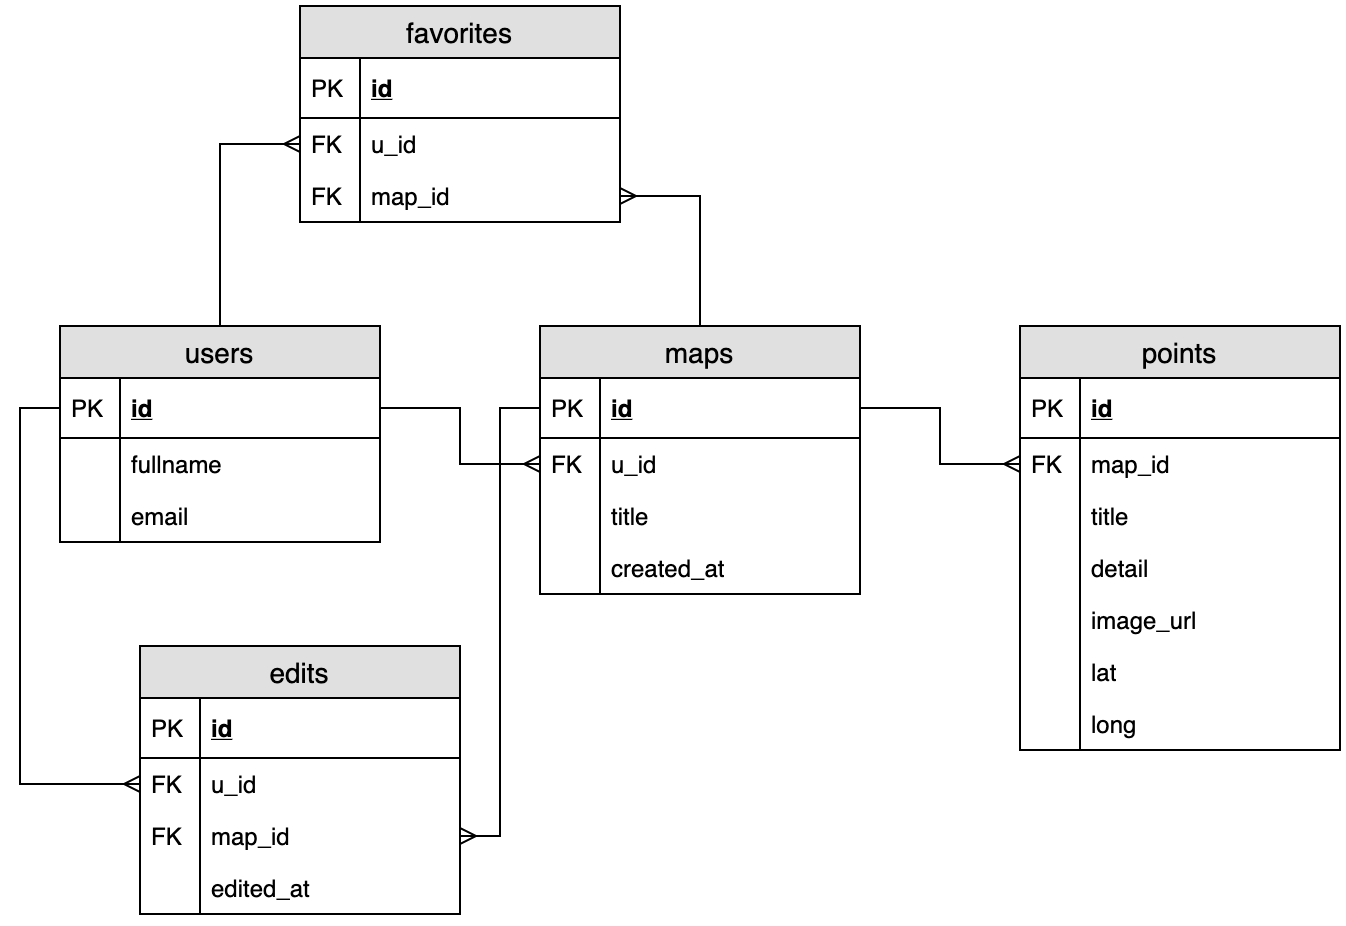 favorites
PK id
FK u_id
FK map_id
users
PK id
fullname
email
maps
PK id
FK u_id
title
created_at
points
PK id
FK map_id
title
detail
image_url
lat
long
edits
PK id
FK u_id
FK map_id
edited_at